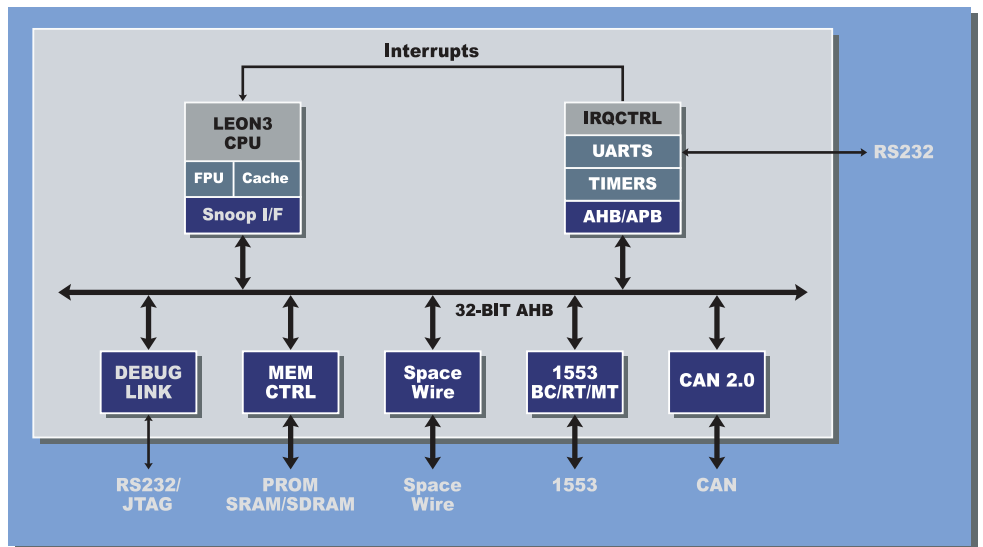 Interrupts
LEON3
CPU
FPU
Cache
Snoop I/F
IRQCTRL
UARTS
TIMERS
AHB/APB
RS232
32-BIT AHB
DEBUG
LINK
MEM
CTRL
Space
Wire
1553
BC/RT/MT
CAN 2.0
RS232/
JTAG
PROM
SRAM/SDRAM
Space
Wire
1553
CAN